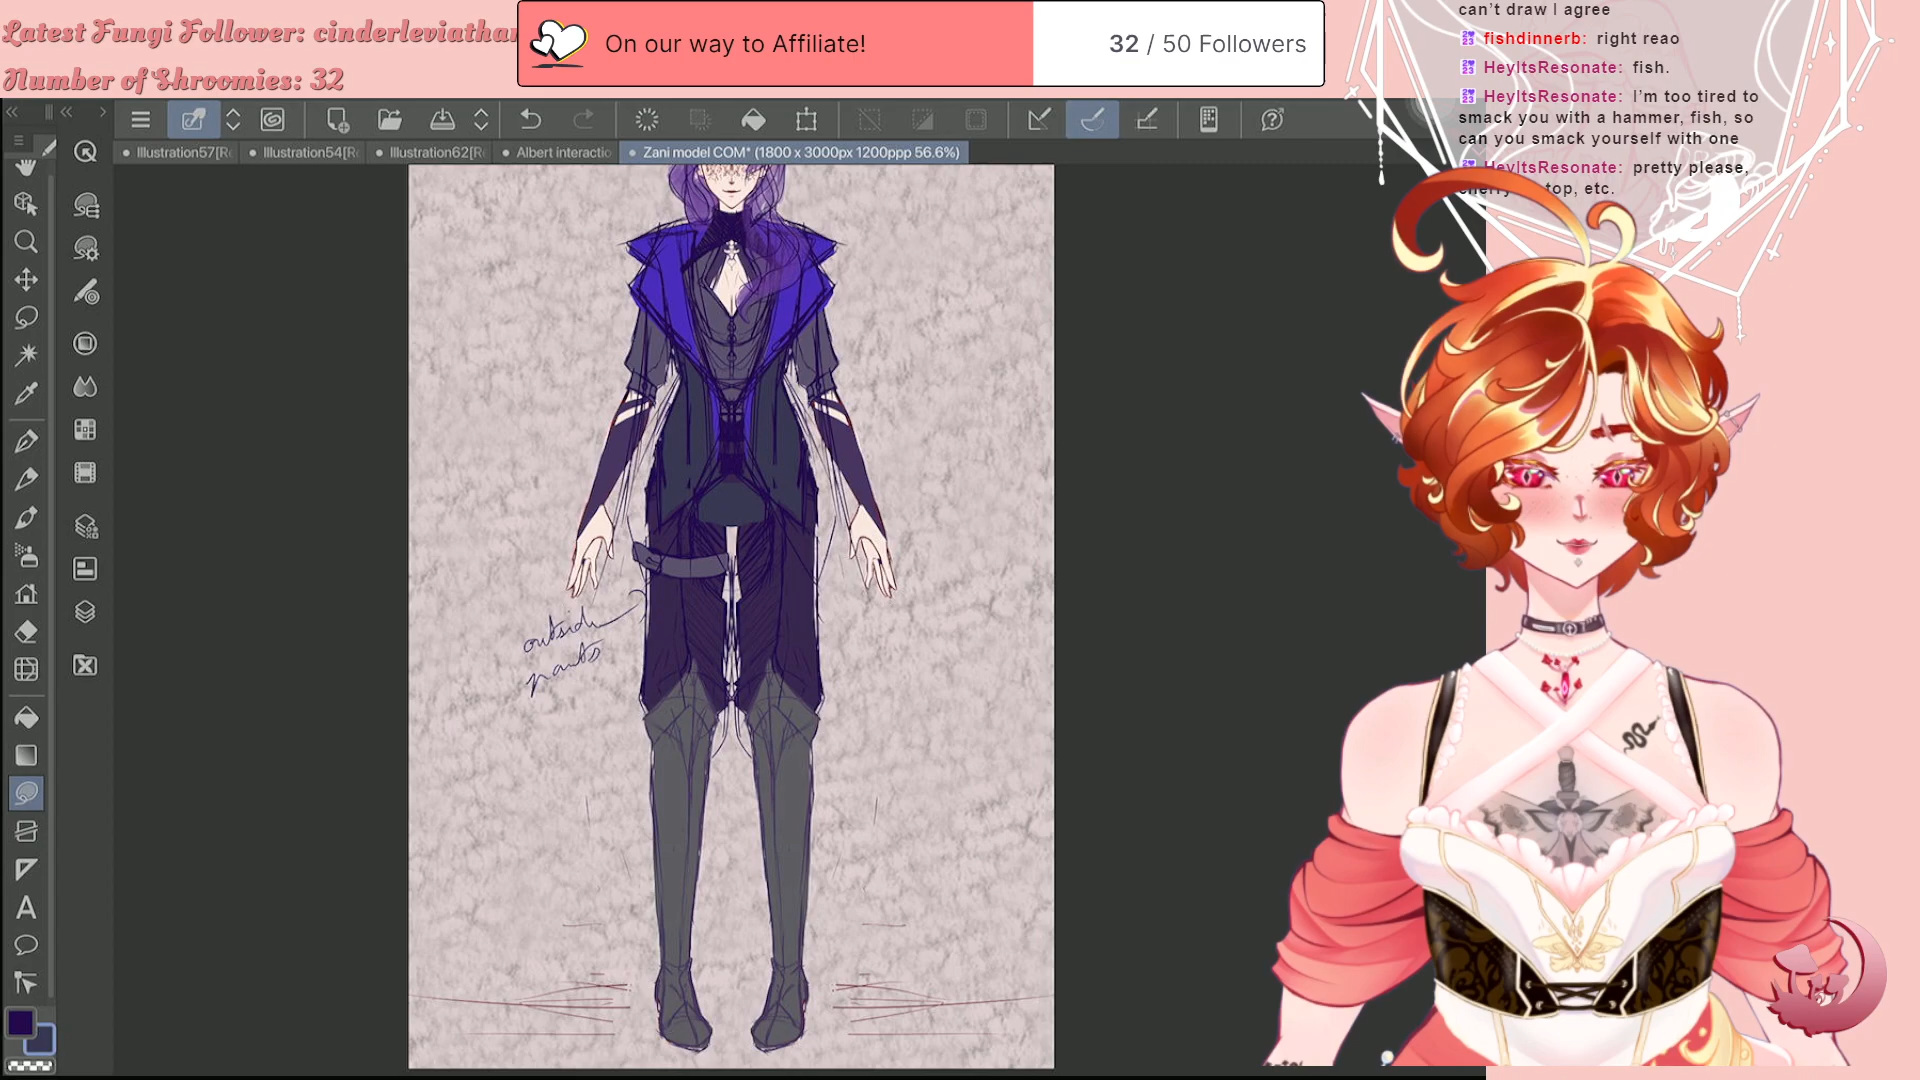 Latest Fungi Follower: cinderleviathan
Number of Shroomies: 32
On our way to Affiliate!
32 / 50 Followers
can't draw I agree
fishdinnerb: right reao
HeyItsResonate: fish.
HeyItsResonate: I'm too tired to
smack you with a hammer, fish, so
can you smack yourself with one
HeyItsResonate: pretty please,
top, etc.
Illustration57[Re
Illustration54[Re
Illustration62[Re
Albert interactio
Zani model COM* (1800 x 3000px 1200ppp 56.6%)
outside
pants